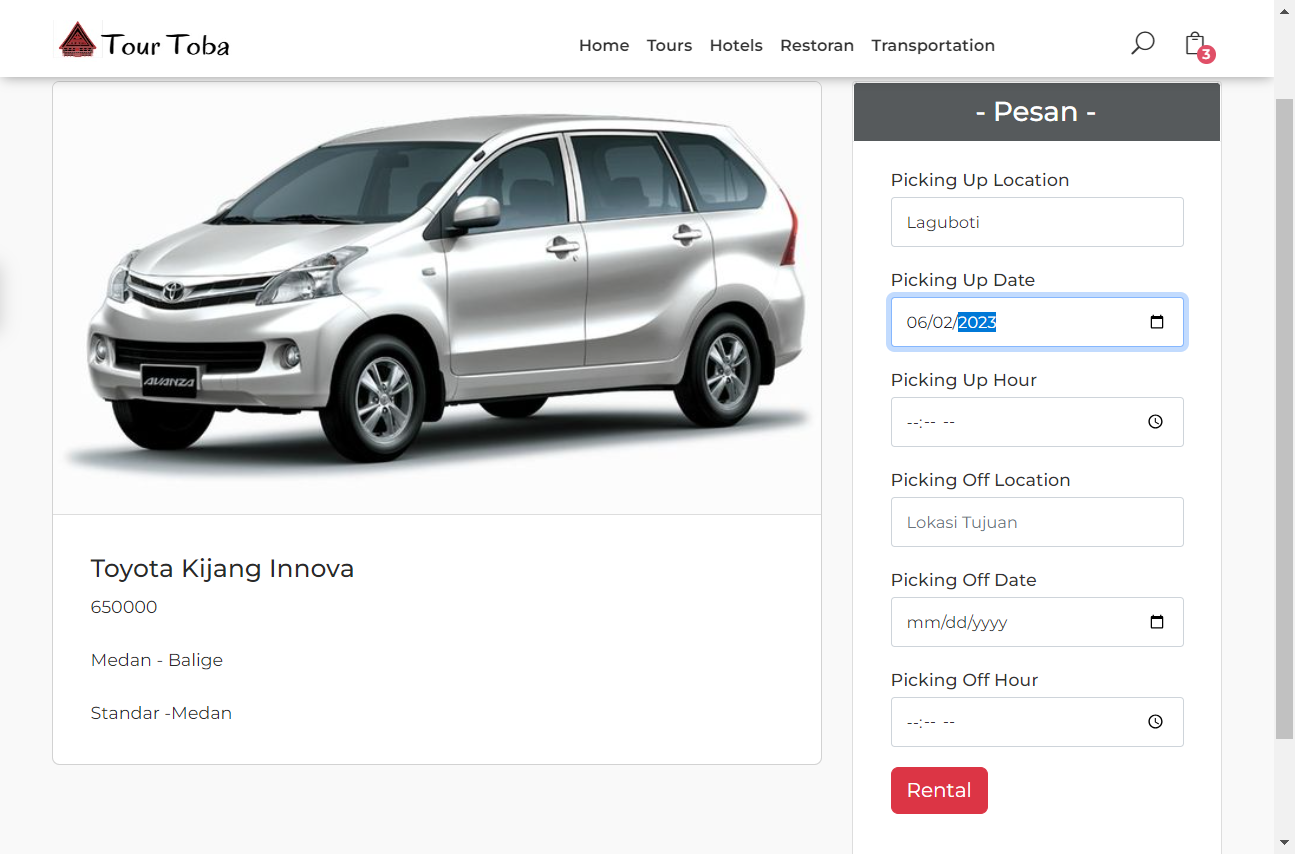 Tour Toba
Home Tours Hotels Restoran Transportation
3
AVANZA
Toyota Kijang Innova
650000
Medan - Balige
Standar -Medan
- Pesan -
Picking Up Location
Laguboti
Picking Up Date
06/02/2023
Picking Up Hour
--:-- --
Picking Off Location
Lokasi Tujuan
Picking Off Date
mm/dd/yyyy
Picking Off Hour
--:-- --
Rental